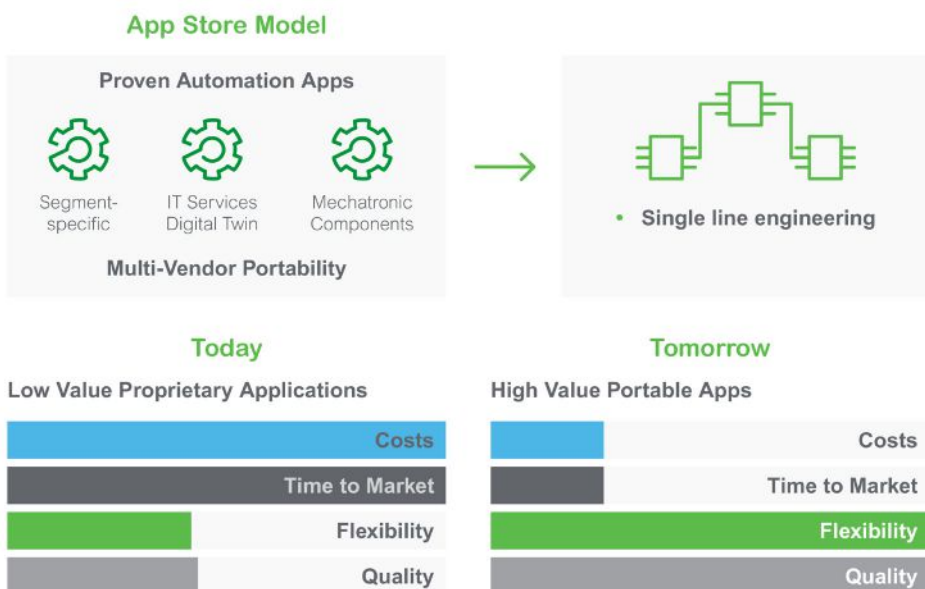 App Store Model
Proven Automation Apps
Segment-
specific
IT Services
Digital Twin
Mechatronic
Components
Multi-Vendor Portability
• Single line engineering
Today
Low Value Proprietary Applications
Costs
Time to Market
Flexibility
Quality
Tomorrow
High Value Portable Apps
Costs
Time to Market
Flexibility
Quality